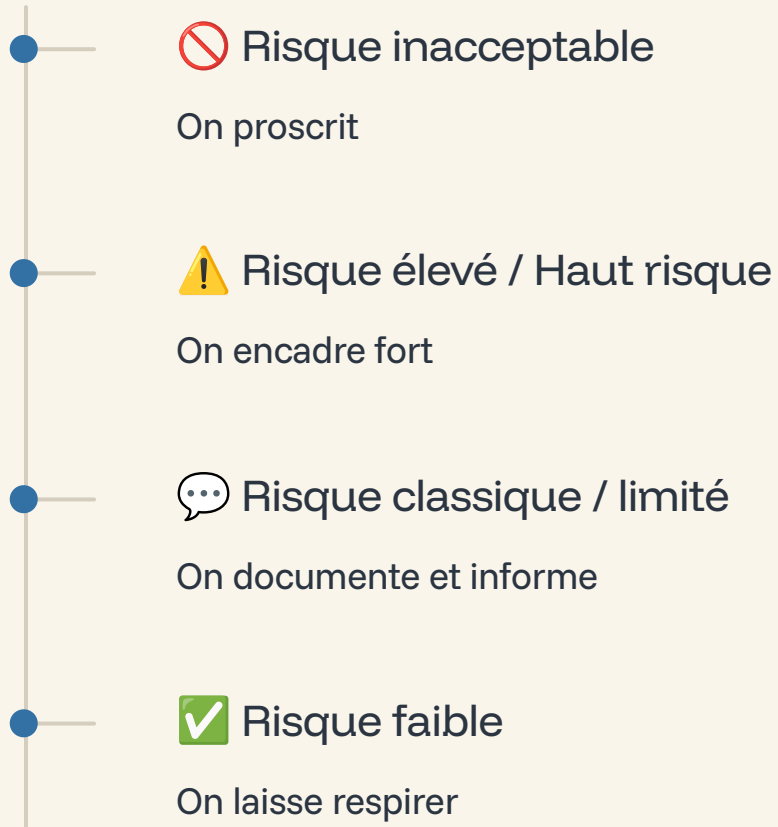 🚫 Risque inacceptable
On proscrit
⚠️ Risque élevé / Haut risque
On encadre fort
💬 Risque classique / limité
On documente et informe
✅ Risque faible
On laisse respirer